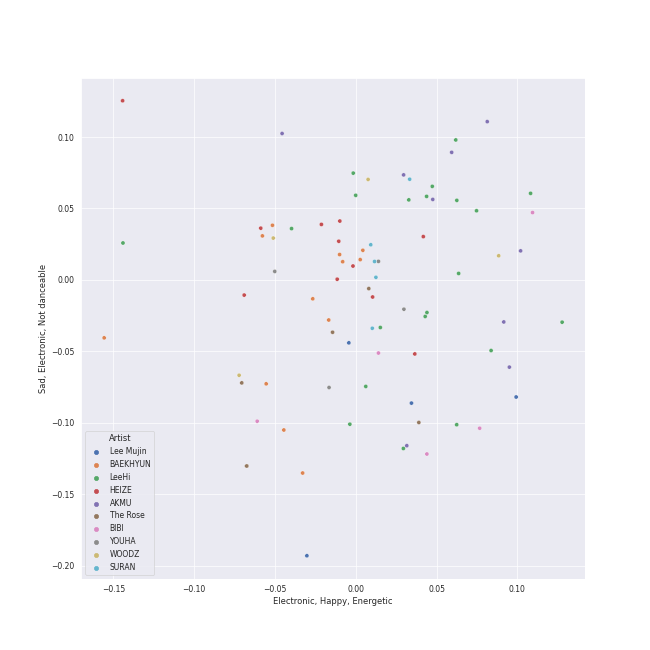 0.10
0.05
0.00
−0.05
−0.10
−0.15
−0.20
Sad, Electronic, Not danceable
Artist
Lee Mujin
BAEKHYUN
LeeHi
HEIZE
AKMU
The Rose
BIBI
YOUHA
WOODZ
SURAN
−0.15 −0.10 −0.05 0.00 0.05 0.10
Electronic, Happy, Energetic